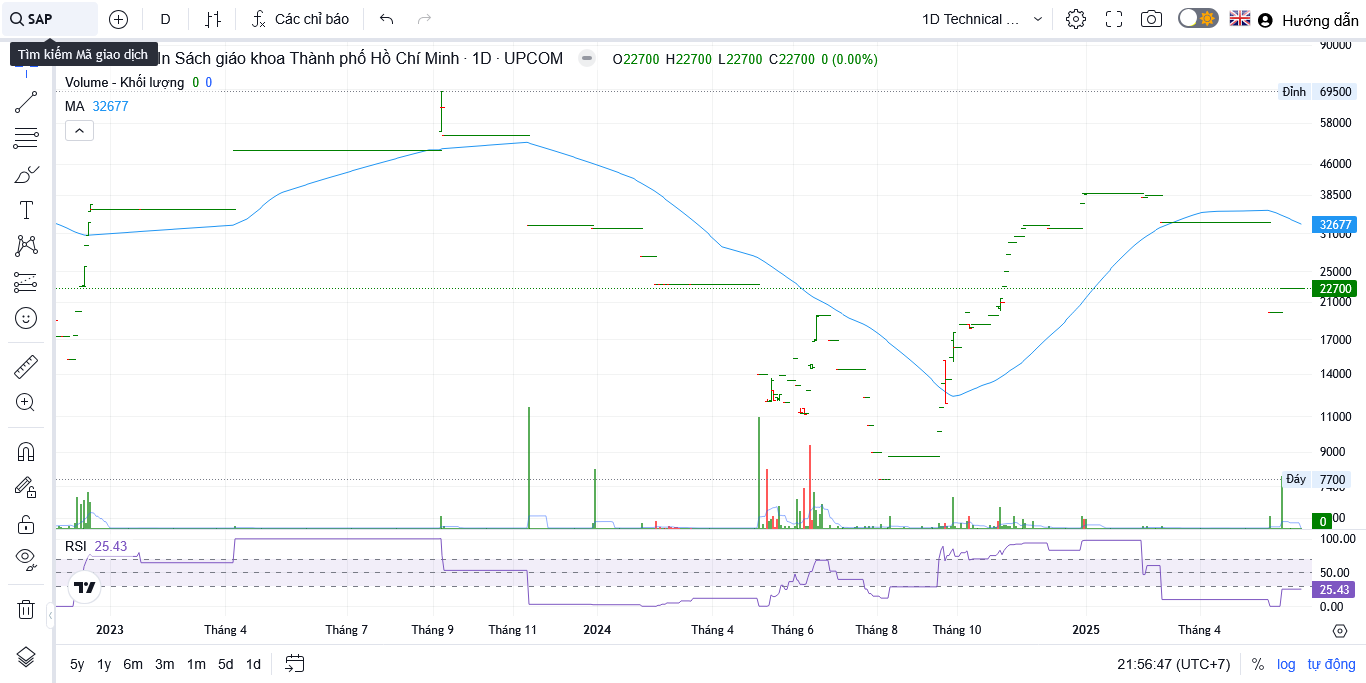 SAP
D
Các chỉ báo
1D Technical ...
Hướng dẫn
Tìm kiếm Mã giao dịch
In Sách giáo khoa Thành phố Hồ Chí Minh · 1D · UPCOM
O22700 H22700 L22700 C22700 0 (0.00%)
Volume - Khối lượng 0 0
MA 32677
90000
Đỉnh 69500
58000
46000
38500
32677
31000
25000
22700
21000
17000
14000
11000
9000
Đáy 7700
0
RSI 25.43
100.00
50.00
25.43
0.00
2023 Tháng 4 Tháng 7 Tháng 9 Tháng 11 2024 Tháng 4 Tháng 6 Tháng 8 Tháng 10 2025 Tháng 4
5y 1y 6m 3m 1m 5d 1d
21:56:47 (UTC+7) % log tự động